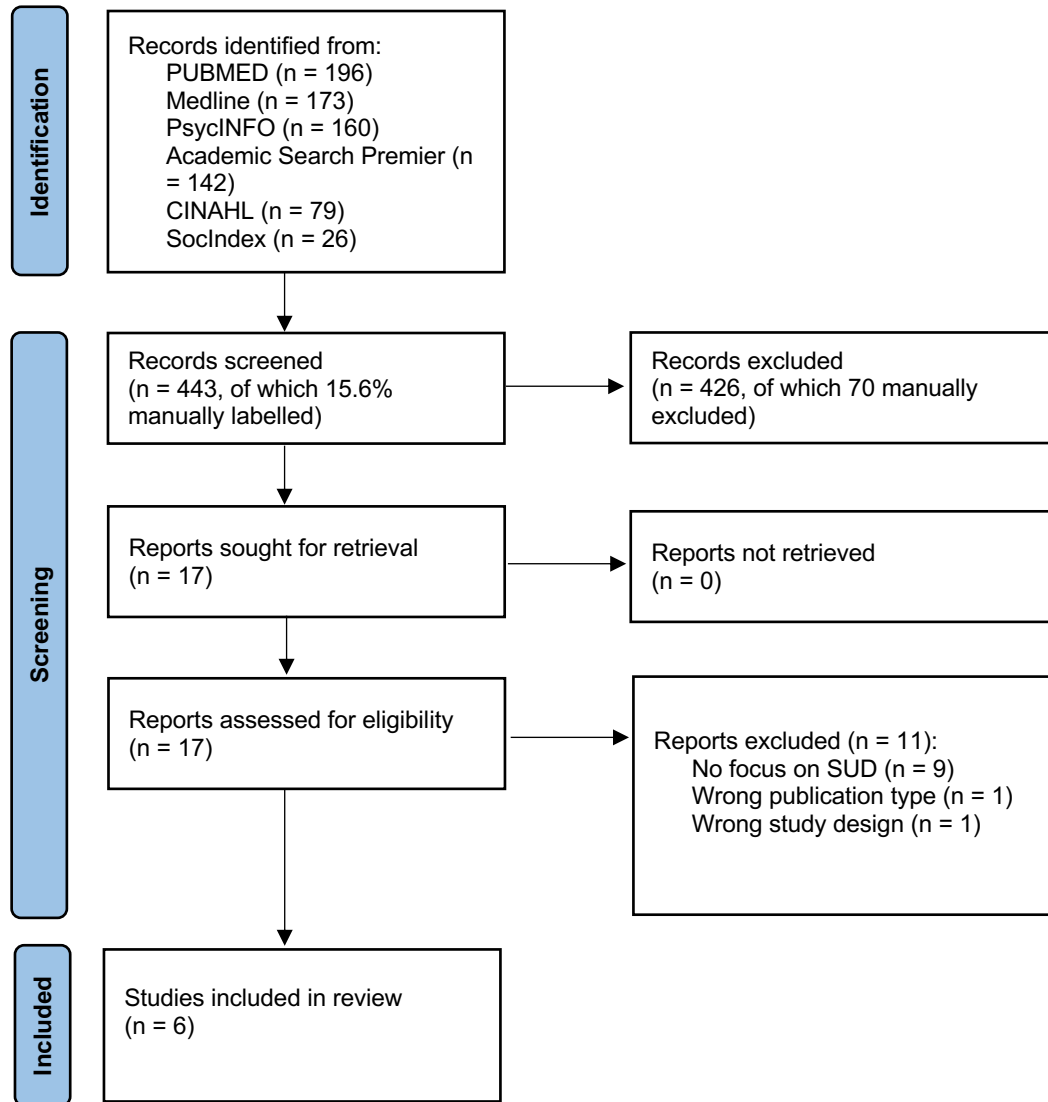 Identification
Records identified from:
PUBMED (n = 196)
Medline (n = 173)
PsycINFO (n = 160)
Academic Search Premier (n
= 142)
CINAHL (n = 79)
SocIndex (n = 26)
Screening
Records screened
(n = 443, of which 15.6%
manually labelled)
Records excluded
(n = 426, of which 70 manually
excluded)
Reports sought for retrieval
(n = 17)
Reports not retrieved
(n = 0)
Reports assessed for eligibility
(n = 17)
Reports excluded (n = 11):
No focus on SUD (n = 9)
Wrong publication type (n = 1)
Wrong study design (n = 1)
Included
Studies included in review
(n = 6)